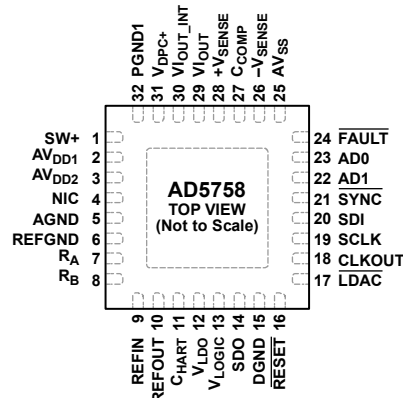 32 PGND1
31 VDPC+
30 VIOUT_INT
29 VIOUT
28 +VSENSE
27 CCOMP
26 –VSENSE
25 AVSS
SW+ 1
AVDD1 2
AVDD2 3
NIC 4
AGND 5
REFGND 6
RA 7
RB 8
AD5758
TOP VIEW
(Not to Scale)
24 FAULT
23 AD0
22 AD1
21 SYNC
20 SDI
19 SCLK
18 CLKOUT
17 LDAC
REFIN 9
REFOUT 10
CHART 11
VLDO 12
VLOGIC 13
SDO 14
DGND 15
RESET 16